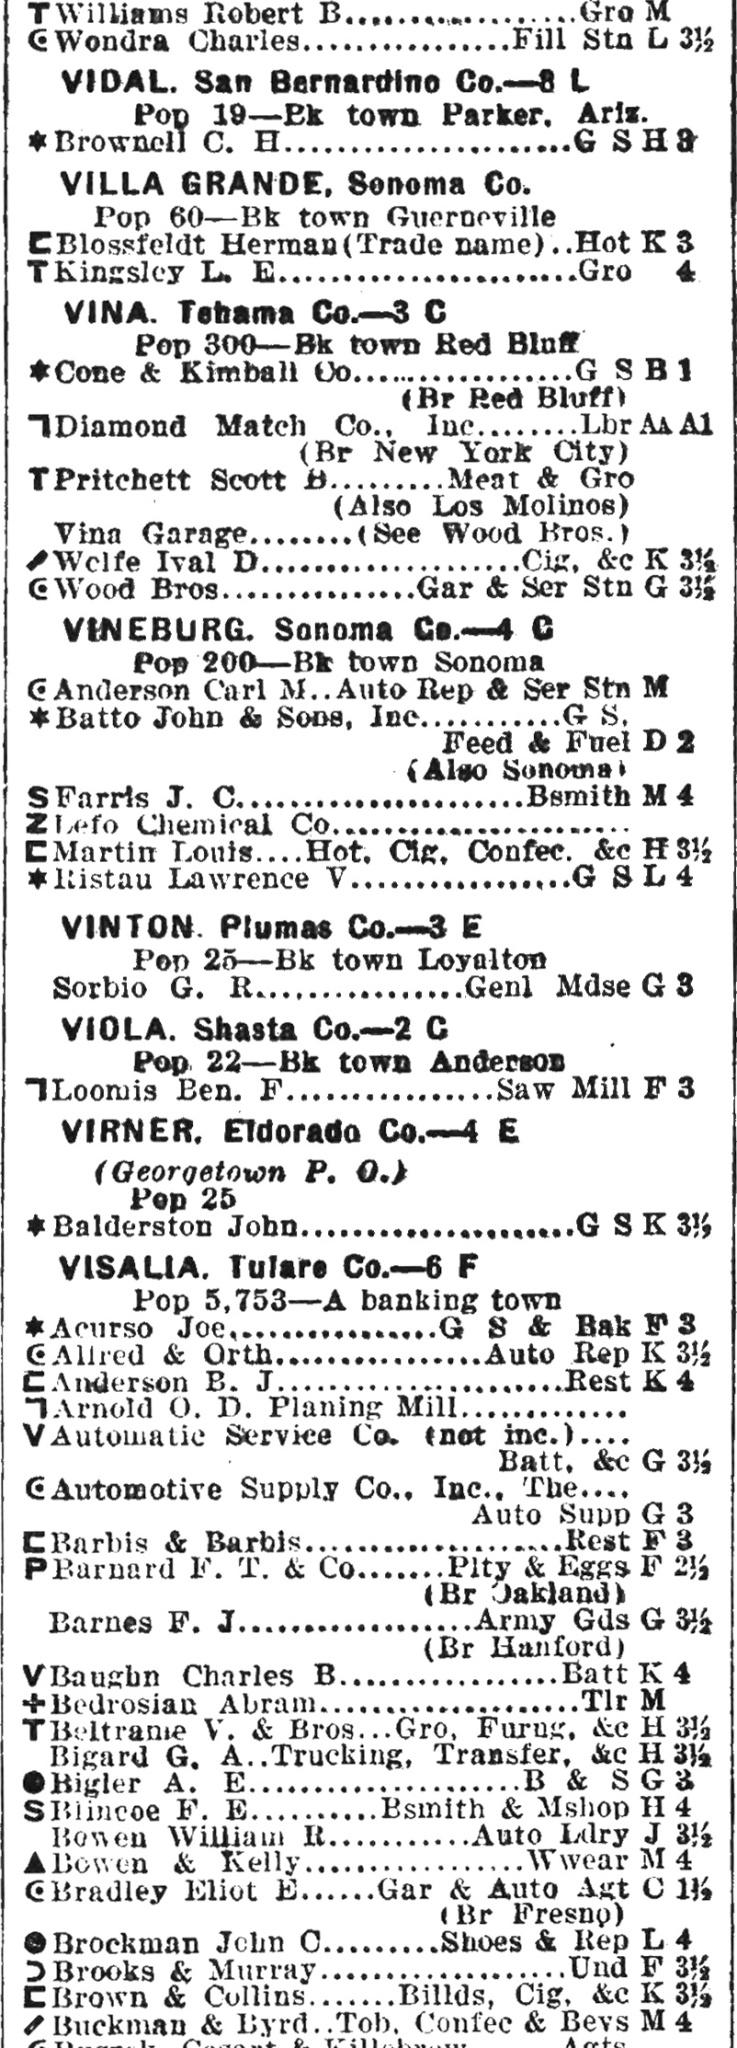 T Williams Robert B....................Gro M
C Wondra Charles................Fill Stn L 3½
VIDAL. San Bernardino Co.—8 L
Pop 19—Bk town Parker, Ariz.
* Brownell C. H......................G S H 3
VILLA GRANDE, Sonoma Co.
Pop 60—Bk town Guerneville
C Blossfeldt Herman(Trade name)..Hot K 3
T Kingsley L. E.......................Gro 4
VINA. Tehama Co.—3 C
Pop 300—Bk town Red Bluff
* Cone & Kimball Co.................G S B 1
(Br Red Bluff)
Diamond Match Co., Inc........Lbr AA A1
(Br New York City)
T Pritchett Scott B.........Meat & Gro
(Also Los Molinos)
Vina Garage........(See Wood Bros.)
Welfe Ival D....................Cig, &c K 3½
C Wood Bros...............Gar & Ser Stn G 3½
VINEBURG. Sonoma Co.—4 C
Pop 200—Bk town Sonoma
C Anderson Carl M..Auto Rep & Ser Stn M
* Batto John & Sons, Inc...........G S,
Feed & Fuel D 2
(Also Sonoma)
S Farris J. C......................Bsmith M 4
Z Lefo Chemical Co.......................
C Martin Louis....Hot, Cig, Confec, &c H 3½
* Ristau Lawrence V.................G S L 4
VINTON. Plumas Co.—3 E
Pop 25—Bk town Loyalton
Sorbio G. R................Genl Mdse G 3
VIOLA. Shasta Co.—2 C
Pop. 22—Bk town Anderson
Loomis Ben. F................Saw Mill F 3
VIRNER. Eldorado Co.—4 E
(Georgetown P. O.)
Pop 25
* Balderston John.....................G S K 3½
VISALIA. Tulare Co.—6 F
Pop 5,753—A banking town
* Acurso Joe................G S & Bak F 3
C Allred & Orth................Auto Rep K 3½
C Anderson B. J......................Rest K 4
Arnold O. D. Planing Mill.............
V Automatic Service Co. (not inc.)....
Batt, &c G 3½
C Automotive Supply Co., Inc., The....
Auto Supp G 3
C Barbis & Barbis....................Rest F 3
P Barnard F. T. & Co.......Plty & Eggs F 2½
(Br Oakland)
Barnes F. J..................Army Gds G 3½
(Br Hanford)
V Baughn Charles B.................Batt K 4
+ Bedrosian Abram....................Tlr M
T Beltrame V. & Bros...Gro, Furng, &c H 3½
Bigard G. A..Trucking, Transfer, &c H 3½
● Bigler A. E.....................B & S G 3
S Blincoe F. E..........Bsmith & Mshop H 4
Bowen William R...........Auto Ldry J 3½
▲ Bowen & Kelly.................Wwear M 4
C Bradley Eliot E......Gar & Auto Agt C 1½
(Br Fresno)
● Brockman John C.........Shoes & Rep L 4
Brooks & Murray...................Und F 3½
C Brown & Collins.......Billds, Cig, &c K 3½
Buckman & Byrd..Tob, Confec & Bevs M 4